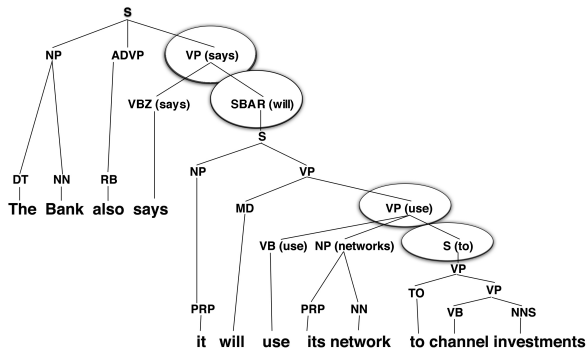 S
NP ADVP VP (says)
VBZ (says) SBAR (will)
S
NP VP
DT NN RB
MD VP (use)
The Bank also says
VB (use) NP (networks) S (to)
VP
TO VP
PRP PRP NN VB NNS
it will use its network to channel investments